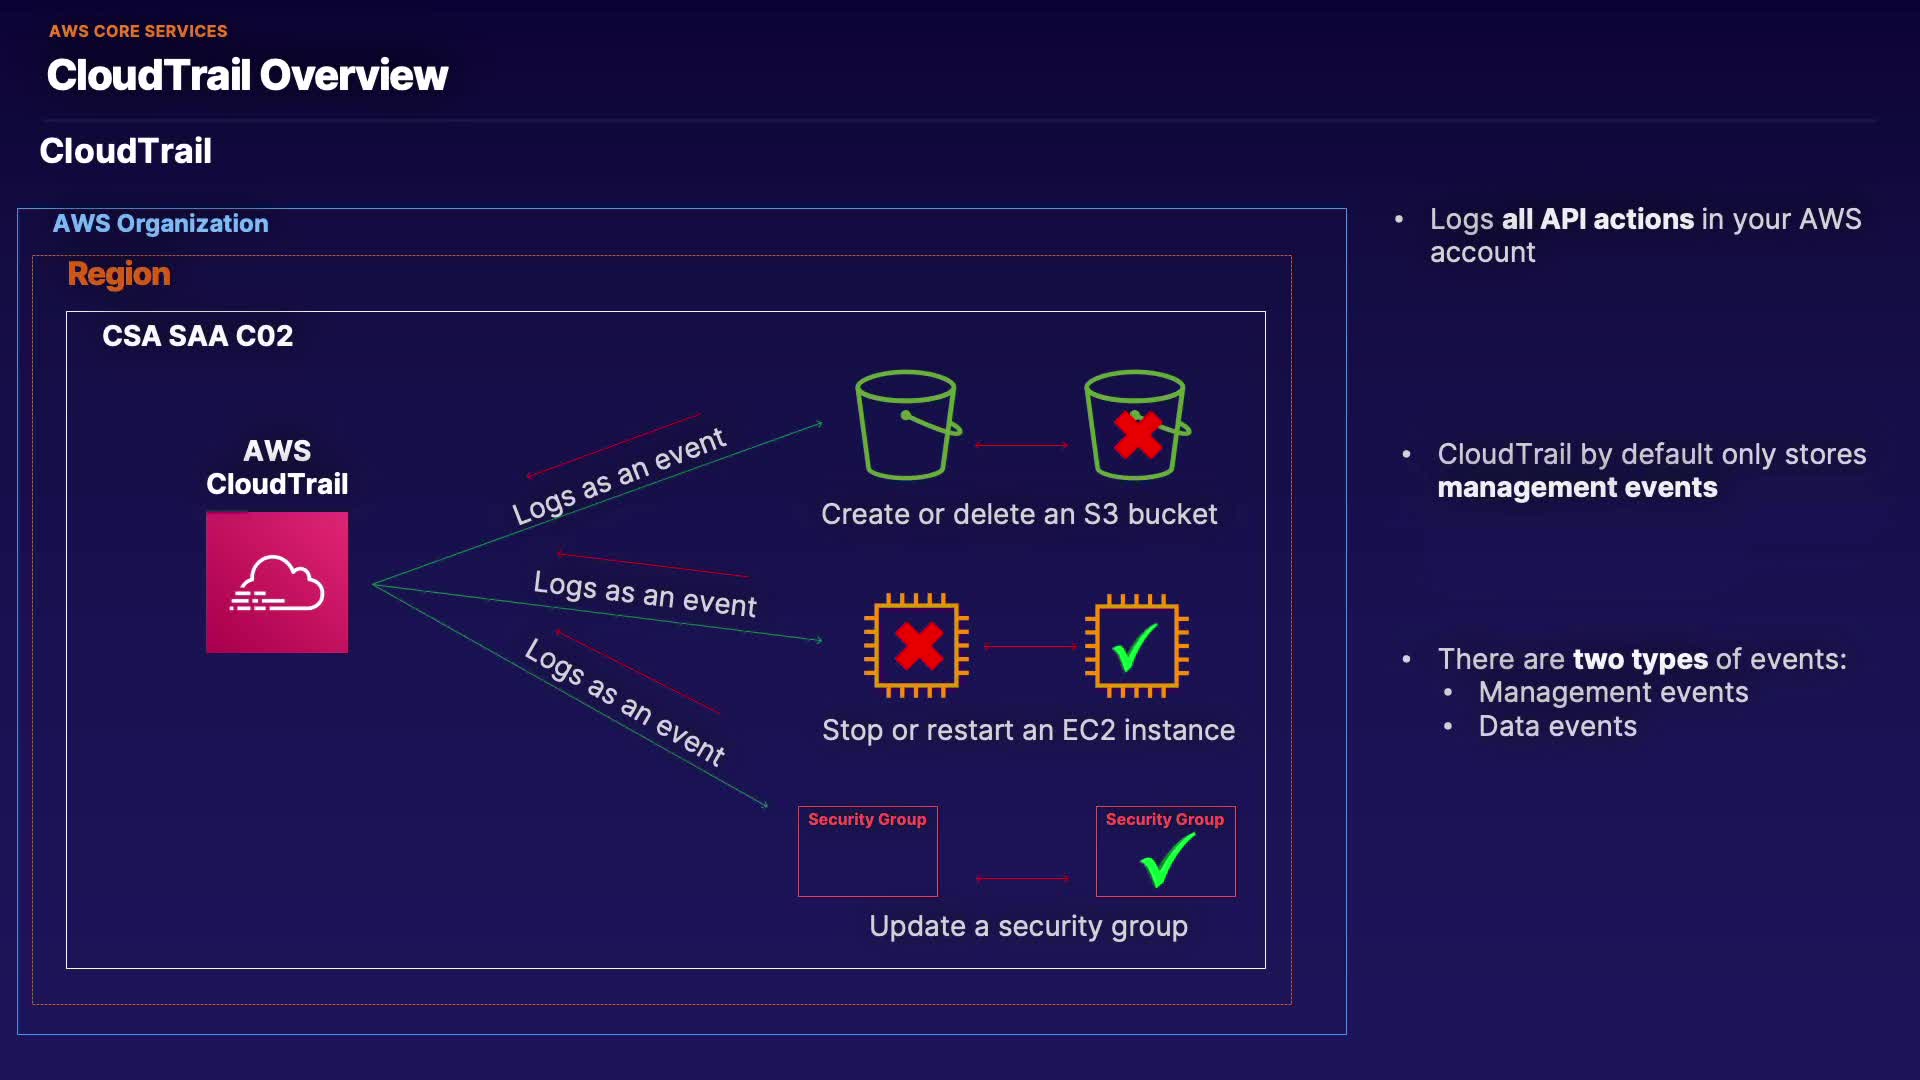 AWS CORE SERVICES
CloudTrail Overview
CloudTrail
AWS Organization
Region
CSA SAA C02
AWS
CloudTrail
Logs as an event
Logs as an event
Logs as an event
Create or delete an S3 bucket
Stop or restart an EC2 instance
Security Group
Security Group
Update a security group
• Logs all API actions in your AWS
account
• CloudTrail by default only stores
management events
• There are two types of events:
• Management events
• Data events